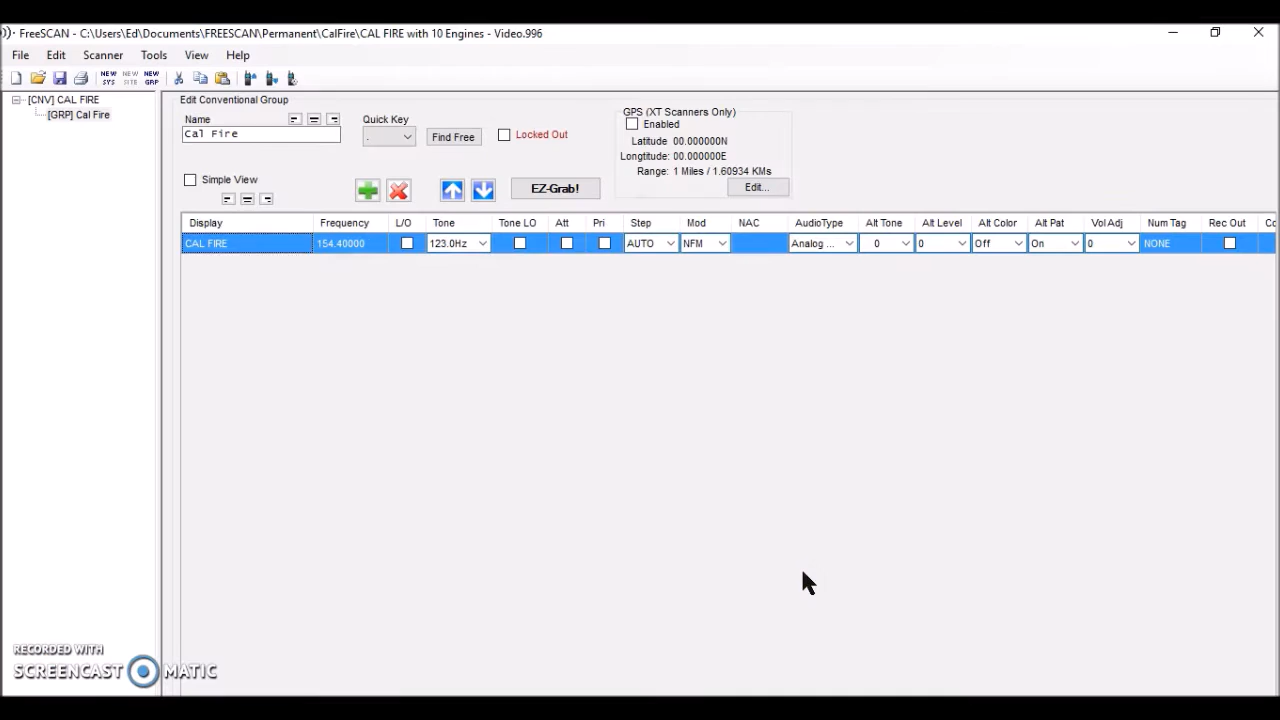 FreeSCAN - C:\Users\Ed\Documents\FREESCAN\Permanent\CalFire\CAL FIRE with 10 Engines - Video.996
File Edit Scanner Tools View Help
NEW SYS NEW SITE NEW GRP
[CNV] CAL FIRE
[GRP] Cal Fire
Edit Conventional Group
Name Quick Key
Cal Fire . Find Free Locked Out
GPS (XT Scanners Only)
Enabled
Latitude 00.000000N
Longtitude: 00.000000E
Range: 1 Miles / 1.60934 KMs
Edit...
Simple View
EZ-Grab!
Display Frequency L/O Tone Tone LO Att Pri Step Mod NAC AudioType Alt Tone Alt Level Alt Color Alt Pat Vol Adj Num Tag Rec Out Co
CAL FIRE 154.40000 123.0Hz AUTO NFM Analog ... 0 0 Off On 0 NONE
RECORDED WITH
SCREENCAST MATIC